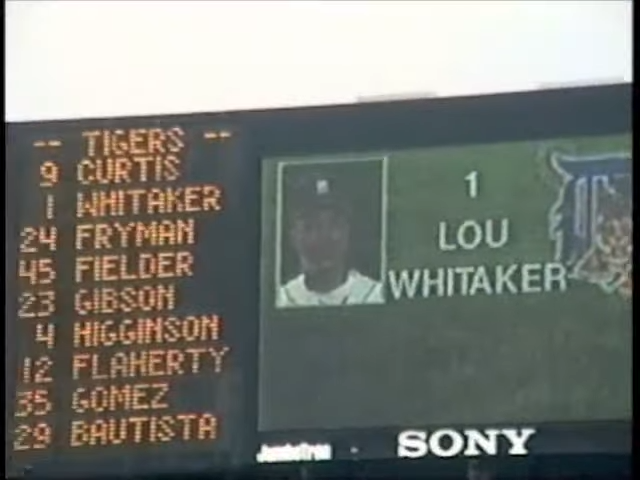 -- TIGERS --
9 CURTIS
1 WHITAKER
24 FRYMAN
45 FIELDER
23 GIBSON
4 HIGGINSON
12 FLAHERTY
35 GOMEZ
29 BAUTISTA
1
LOU
WHITAKER
JumboTron
SONY